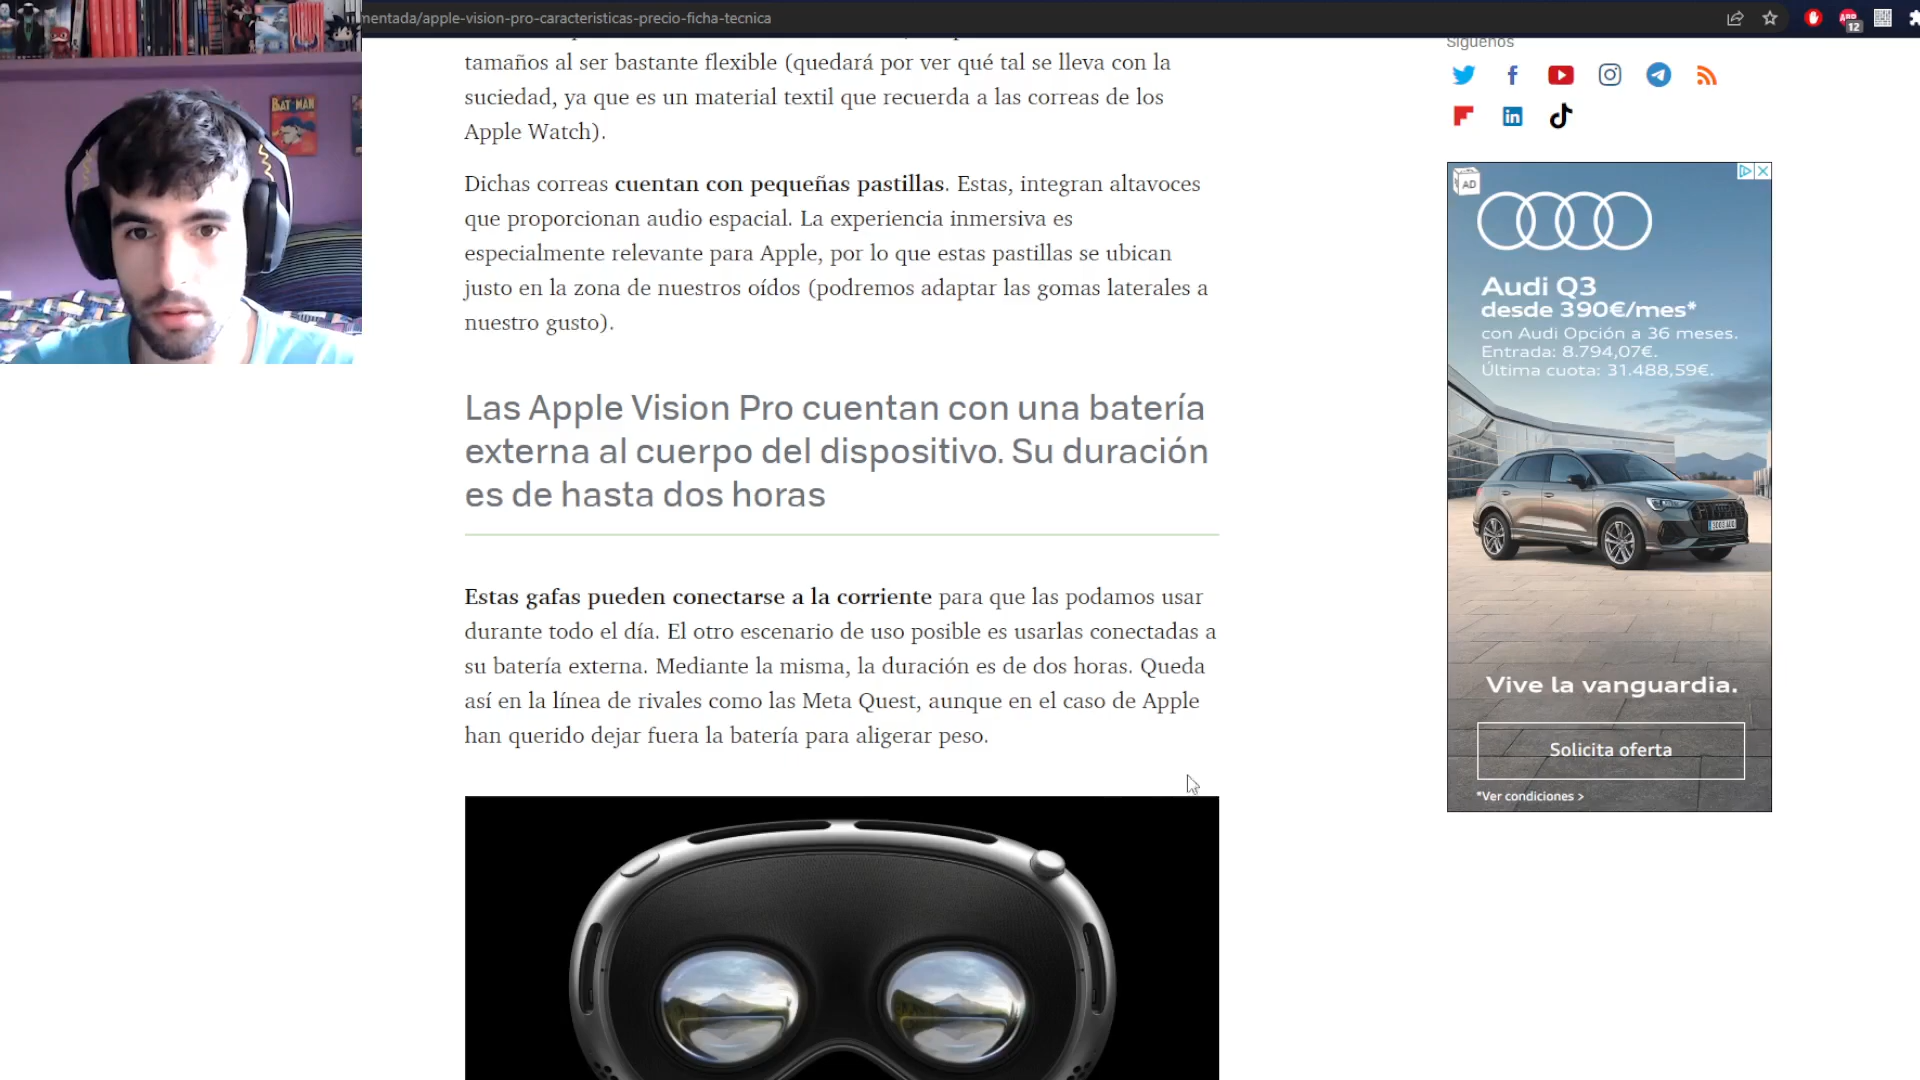 mentada/apple-vision-pro-caracteristicas-precio-ficha-tecnica
12
BAT MAN
tamaños al ser bastante flexible (quedará por ver qué tal se lleva con la
suciedad, ya que es un material textil que recuerda a las correas de los
Apple Watch).
Dichas correas cuentan con pequeñas pastillas. Estas, integran altavoces
que proporcionan audio espacial. La experiencia inmersiva es
especialmente relevante para Apple, por lo que estas pastillas se ubican
justo en la zona de nuestros oídos (podremos adaptar las gomas laterales a
nuestro gusto).
Las Apple Vision Pro cuentan con una batería
externa al cuerpo del dispositivo. Su duración
es de hasta dos horas
Estas gafas pueden conectarse a la corriente para que las podamos usar
durante todo el día. El otro escenario de uso posible es usarlas conectadas a
su batería externa. Mediante la misma, la duración es de dos horas. Queda
así en la línea de rivales como las Meta Quest, aunque en el caso de Apple
han querido dejar fuera la batería para aligerar peso.
Síguenos
AD
Audi Q3
desde 390€/mes*
con Audi Opción a 36 meses.
Entrada: 8.794,07€.
Última cuota: 31.488,59€.
Vive la vanguardia.
Solicita oferta
*Ver condiciones >